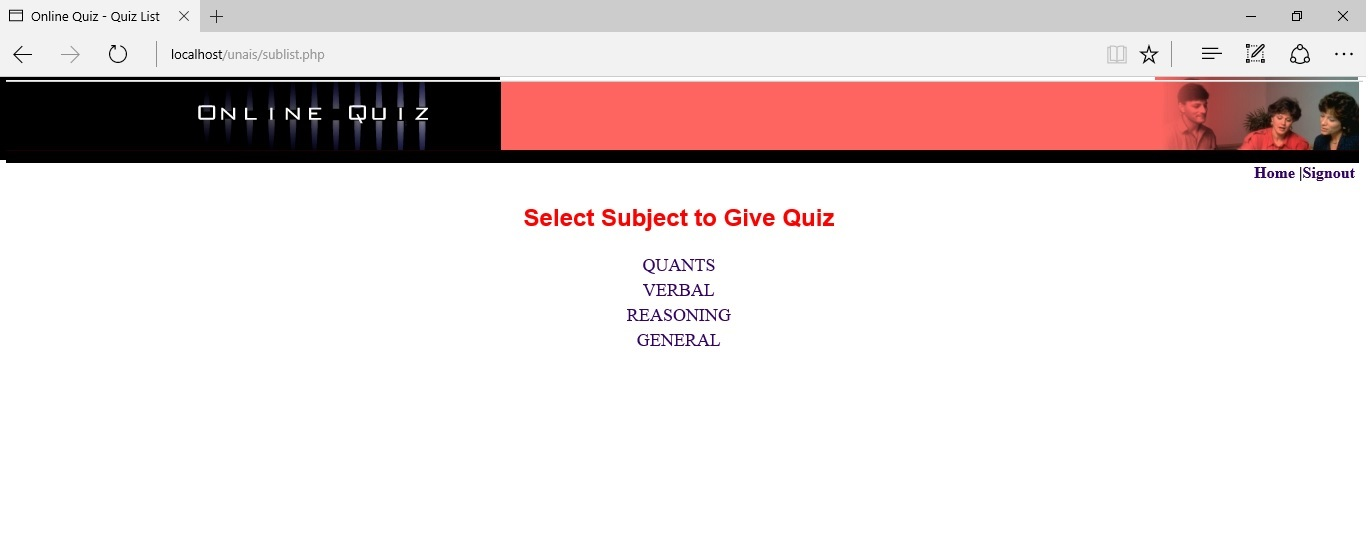 Online Quiz - Quiz List
localhost/unais/sublist.php
ONLINE QUIZ
Home |Signout
Select Subject to Give Quiz
QUANTS
VERBAL
REASONING
GENERAL